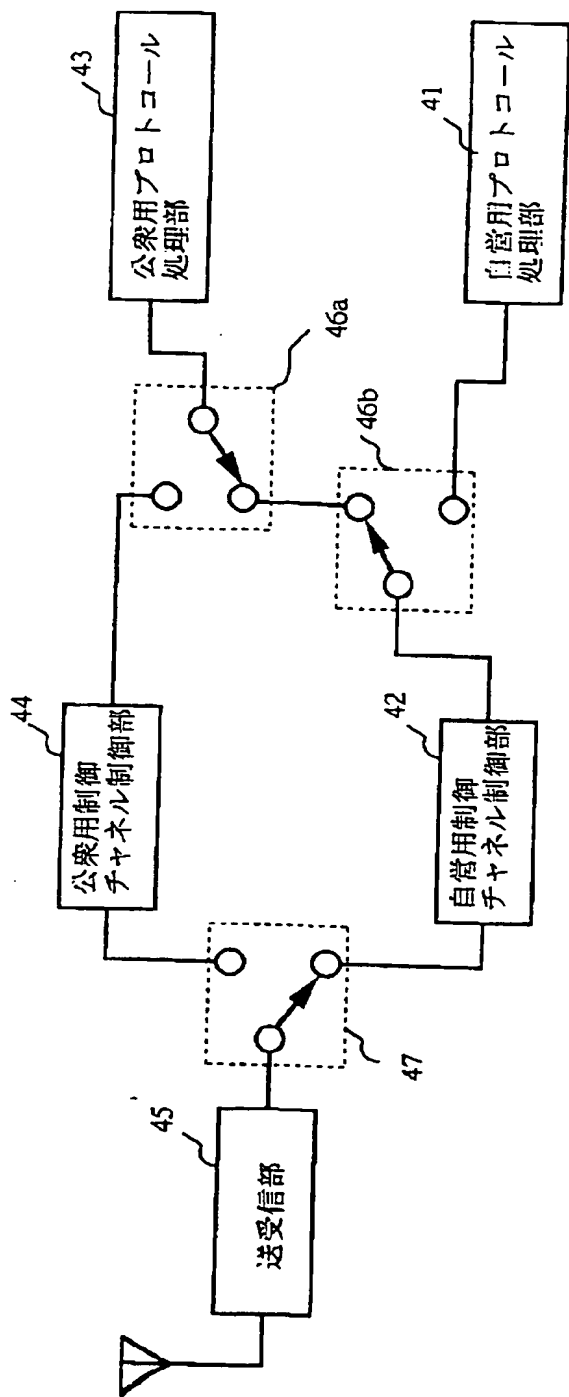 43
公衆用プロトコール
処理部
41
自営用プロトコール
処理部
46a
46b
44
公衆用制御
チャネル制御部
42
自営用制御
チャネル制御部
47
45
送受信部